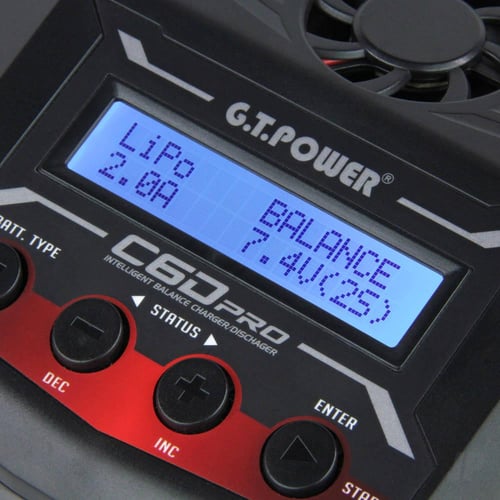 G.T.POWER®
LiPo BALANCE
2.0A 7.4V(2S)
C6D PRO
INTELLIGENT BALANCE CHARGER/DISCHAGER
BATT. TYPE
◀ STATUS ▶
DEC
INC
ENTER